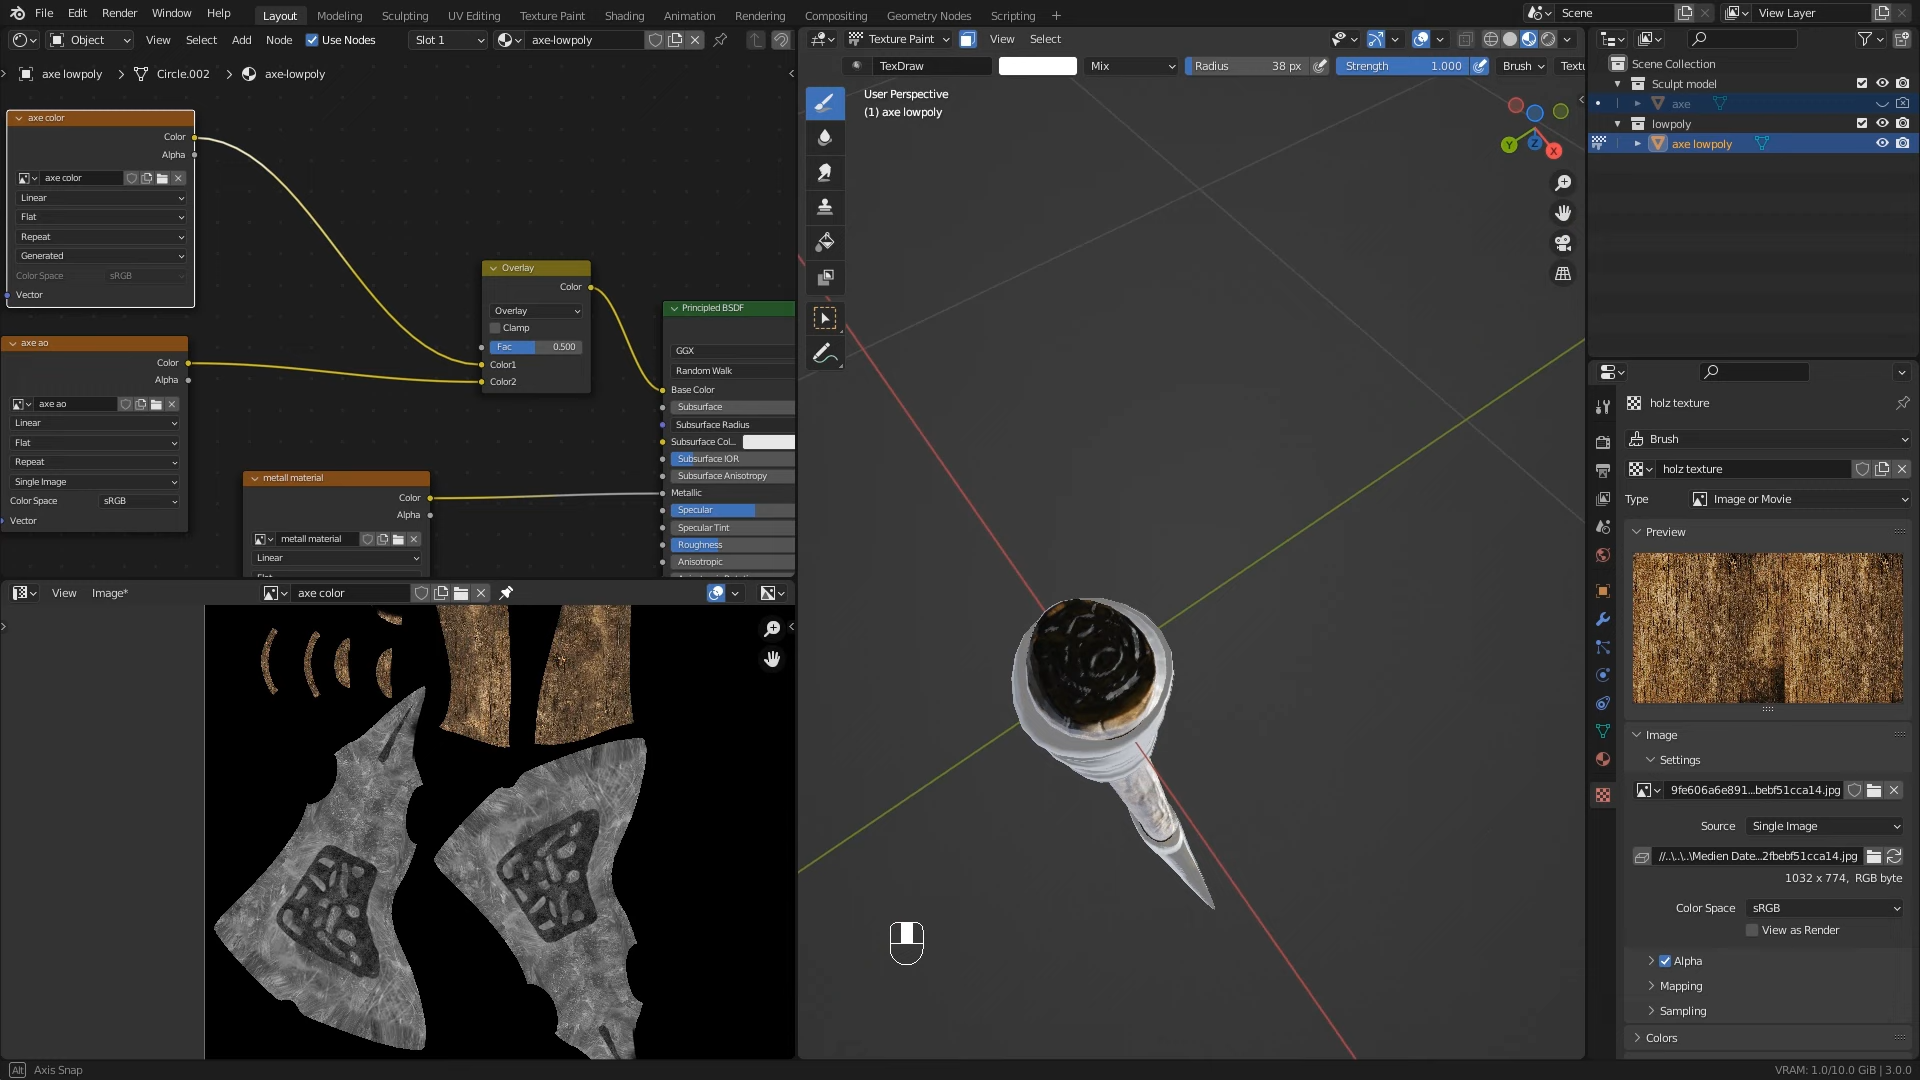 File Edit Render Window Help Layout Modeling Sculpting UV Editing Texture Paint Shading Animation Rendering Compositing Geometry Nodes Scripting + Scene View Layer
Object View Select Add Node Use Nodes Slot 1 axe-lowpoly
axe lowpoly > Circle.002 > axe-lowpoly
axe color
Color
Alpha
axe color
Linear
Flat
Repeat
Generated
Color Space sRGB
Vector
axe ao
Color
Alpha
axe ao
Linear
Flat
Repeat
Single Image
Color Space sRGB
Vector
Overlay
Color
Overlay
Clamp
Fac 0.500
Color1
Color2
metall material
Color
Alpha
metall material
Linear
Principled BSDF
GGX
Random Walk
Base Color
Subsurface
Subsurface Radius
Subsurface Col...
Subsurface IOR
Subsurface Anisotropy
Metallic
Specular
Specular Tint
Roughness
Anisotropic
View Image* axe color
Texture Paint View Select
TexDraw Mix Radius 38 px Strength 1.000 Brush Textu
User Perspective
(1) axe lowpoly
Y Z X
Scene Collection
Sculpt model
axe
lowpoly
axe lowpoly
holz texture
Brush
holz texture
Type Image or Movie
Preview
Image
Settings
9fe606a6e891...bebf51cca14.jpg
Source Single Image
//..\..\..\Medien Date...2fbebf51cca14.jpg
1032 x 774, RGB byte
Color Space sRGB
View as Render
Alpha
Mapping
Sampling
Colors
Alt Axis Snap
VRAM: 1.0/10.0 GiB | 3.0.0